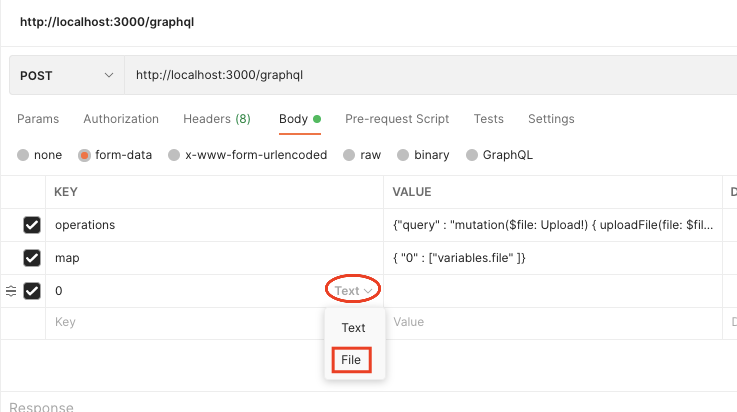 http://localhost:3000/graphql
POST http://localhost:3000/graphql
Params Authorization Headers (8) Body Pre-request Script Tests Settings
none form-data x-www-form-urlencoded raw binary GraphQL
KEY VALUE D
operations {"query" : "mutation($file: Upload!) { uploadFile(file: $fil...
map { "0" : ["variables.file" ]}
0 Text
Key Value D
Text
File
Response